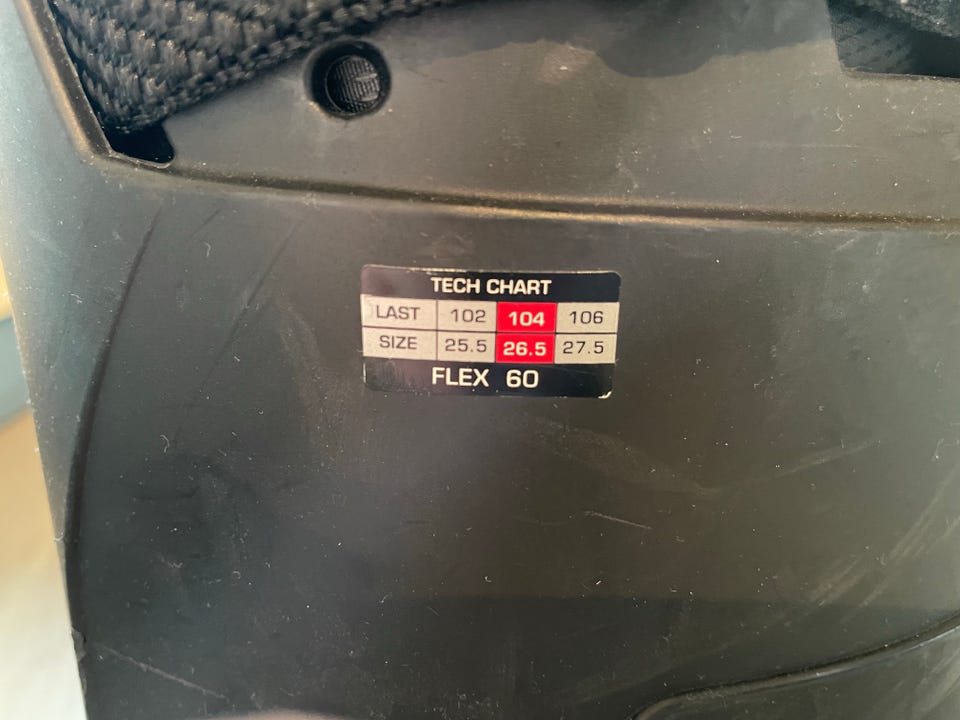 TECH CHART
LAST 102 104 106
SIZE 25.5 26.5 27.5
FLEX 60